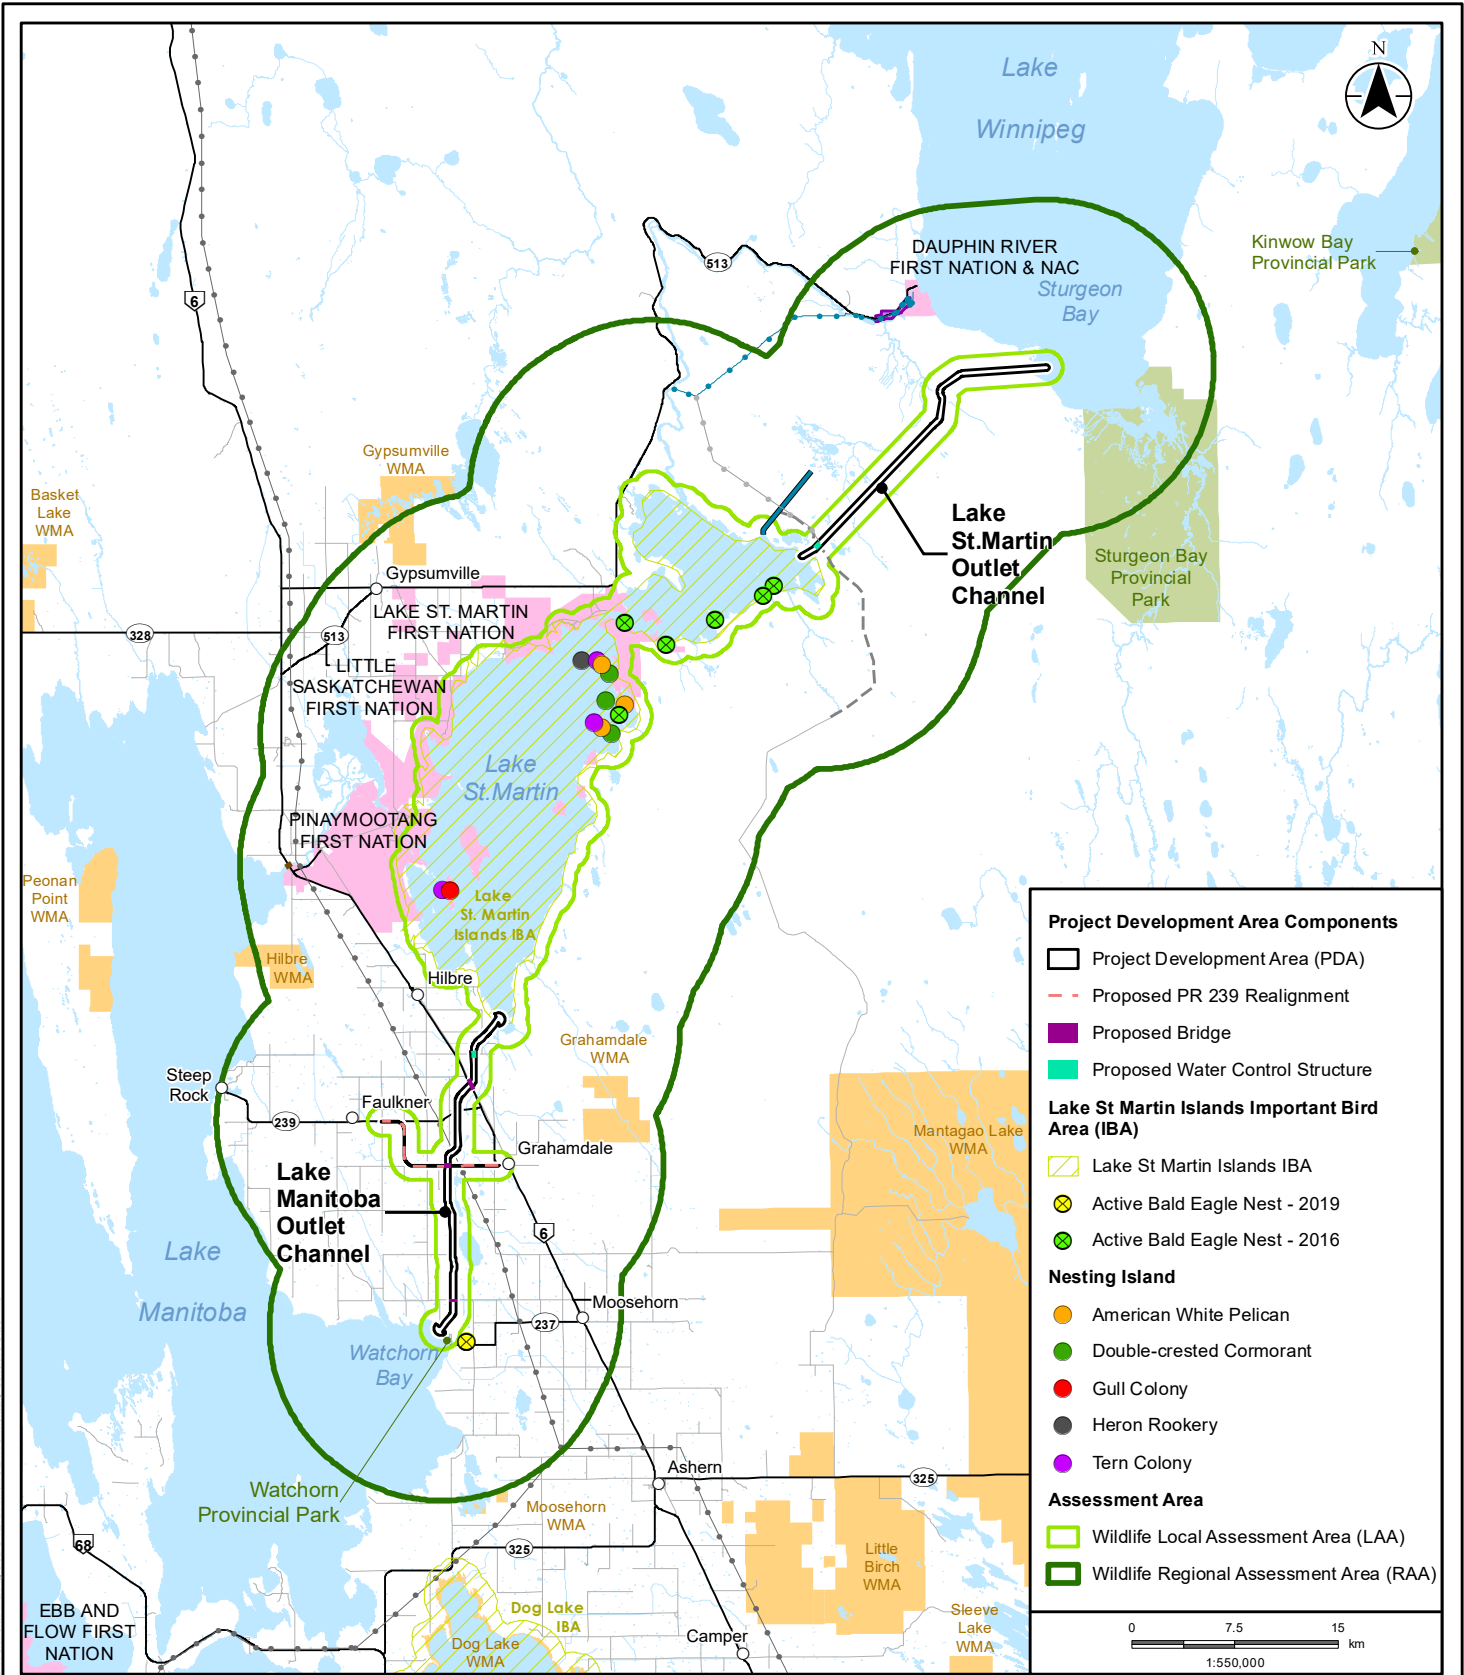 Lake
Winnipeg
N
DAUPHIN RIVER
FIRST NATION & NAC
Sturgeon
Bay
Kinwow Bay
Provincial Park
513
6
Gypsumville
WMA
Basket
Lake
WMA
Lake
St.Martin
Outlet
Channel
Sturgeon Bay
Provincial
Park
Gypsumville
LAKE ST. MARTIN
FIRST NATION
328
513
LITTLE
SASKATCHEWAN
FIRST NATION
Lake
St.Martin
PINAYMOOTANG
FIRST NATION
Peonan
Point
WMA
Lake
St. Martin
Islands IBA
Hilbre
WMA
Hilbre
Grahamdale
WMA
Steep
Rock
Faulkner
239
Grahamdale
Mantagao Lake
WMA
Lake
Manitoba
Outlet
Channel
6
Lake
Manitoba
Moosehorn
237
Watchorn
Bay
Watchorn
Provincial Park
Ashern
325
Moosehorn
WMA
68
325
Little
Birch
WMA
EBB AND
FLOW FIRST
NATION
Dog Lake
IBA
Dog Lake
WMA
Camper
Sleeve
Lake
WMA
Project Development Area Components
Project Development Area (PDA)
Proposed PR 239 Realignment
Proposed Bridge
Proposed Water Control Structure
Lake St Martin Islands Important Bird
Area (IBA)
Lake St Martin Islands IBA
Active Bald Eagle Nest - 2019
Active Bald Eagle Nest - 2016
Nesting Island
American White Pelican
Double-crested Cormorant
Gull Colony
Heron Rookery
Tern Colony
Assessment Area
Wildlife Local Assessment Area (LAA)
Wildlife Regional Assessment Area (RAA)
0 7.5 15
km
1:550,000